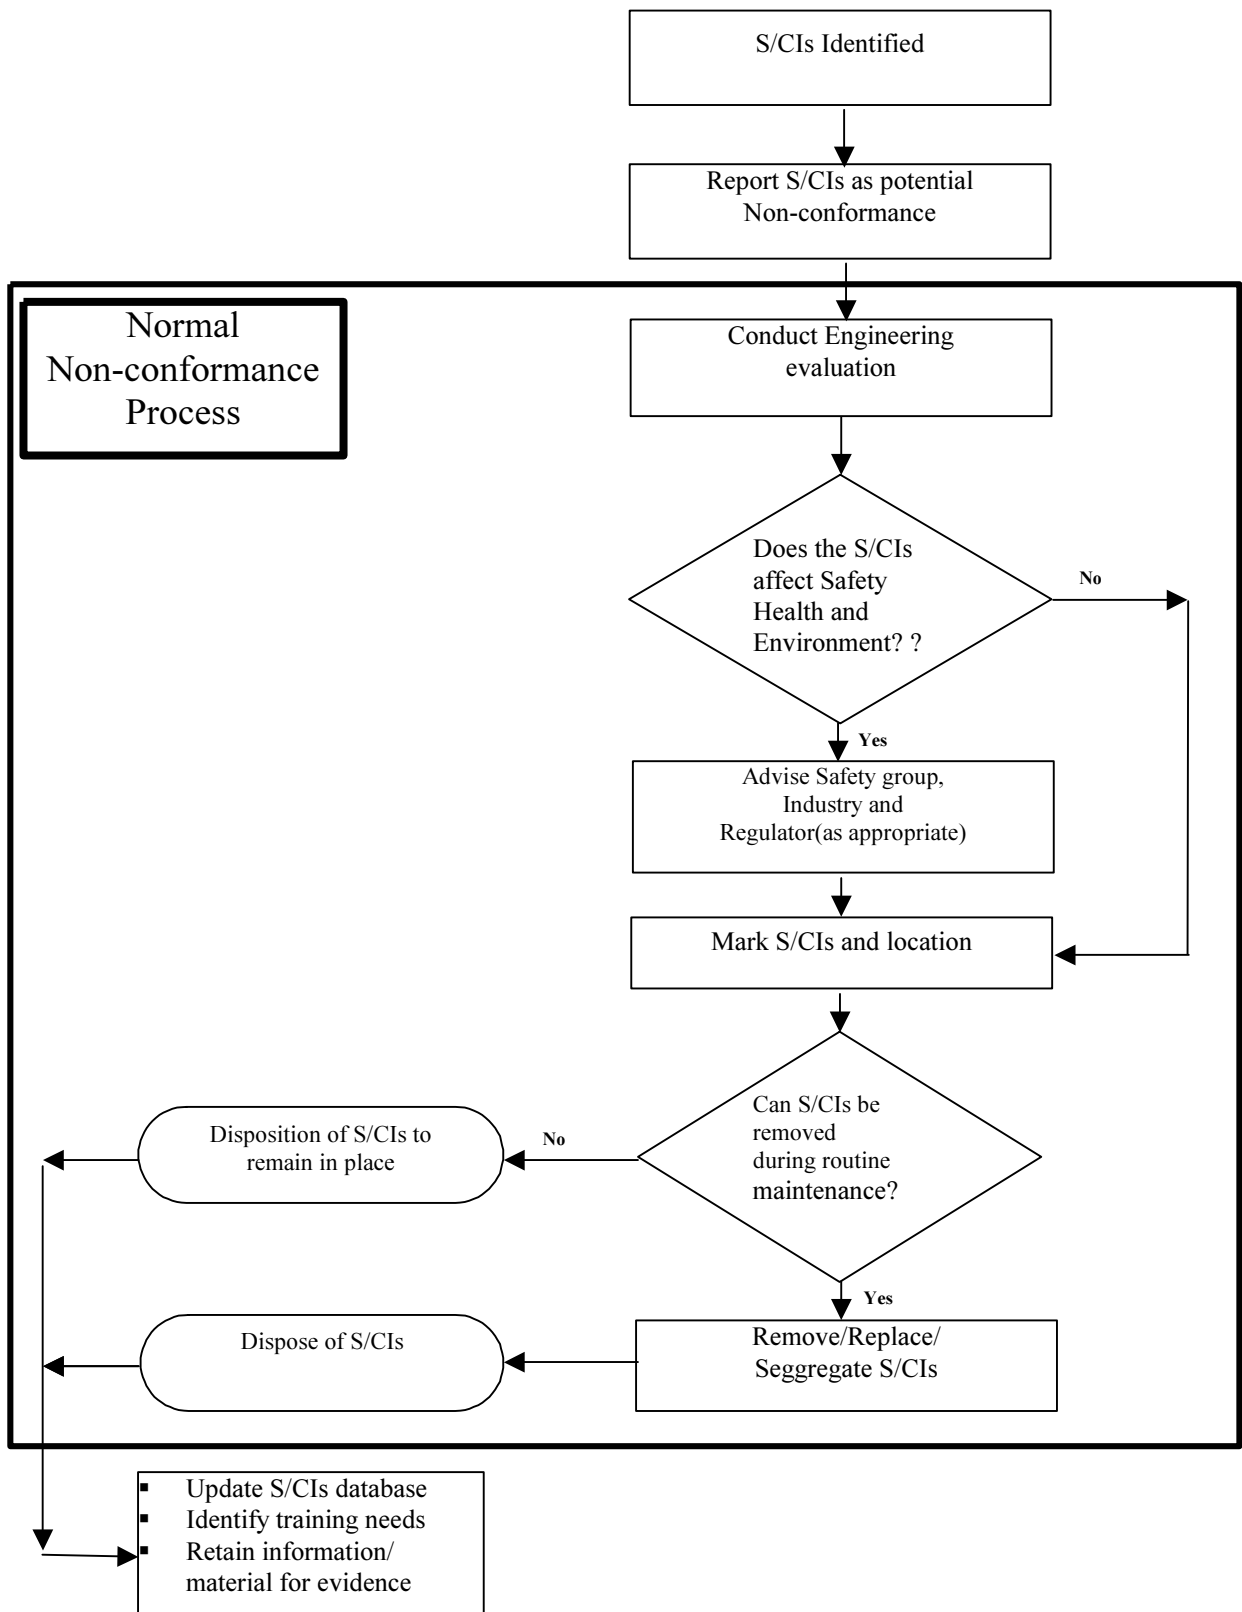 S/CIs Identified
Report S/CIs as potential
Non-conformance
Normal
Non-conformance
Process
Conduct Engineering
evaluation
Does the S/CIs
affect Safety
Health and
Environment? ?
No
Yes
Advise Safety group,
Industry and
Regulator(as appropriate)
Mark S/CIs and location
Can S/CIs be
removed
during routine
maintenance?
No
Disposition of S/CIs to
remain in place
Yes
Remove/Replace/
Seggregate S/CIs
Dispose of S/CIs
▪ Update S/CIs database
▪ Identify training needs
▪ Retain information/
material for evidence